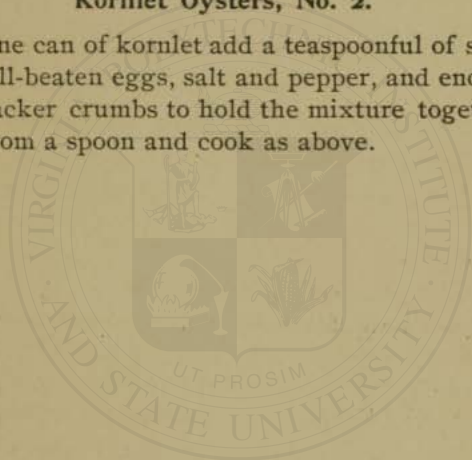 Kornlet Oysters, No. 2.
ne can of kornlet add a teaspoonful of s
ll-beaten eggs, salt and pepper, and eno
acker crumbs to hold the mixture toge
om a spoon and cook as above.
VIRGINIA POLYTECHNIC INSTITUTE
AND STATE UNIVERSITY
UT PROSIM